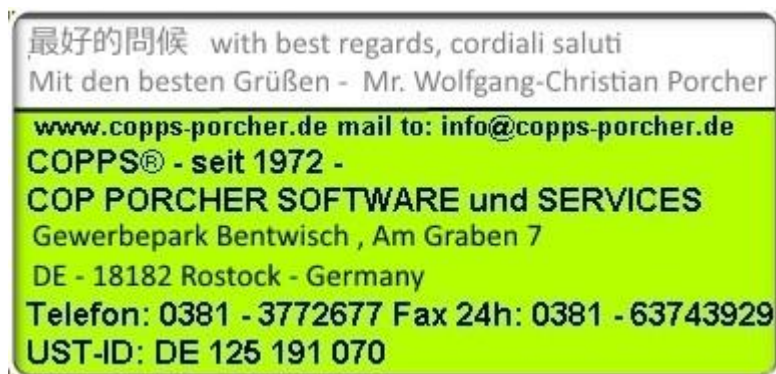 最好的問候 with best regards, cordiali saluti
Mit den besten Grüßen - Mr. Wolfgang-Christian Porcher
www.copps-porcher.de mail to: info@copps-porcher.de
COPPS® - seit 1972 -
COP PORCHER SOFTWARE und SERVICES
Gewerbepark Bentwisch , Am Graben 7
DE - 18182 Rostock - Germany
Telefon: 0381 - 3772677 Fax 24h: 0381 - 63743929
UST-ID: DE 125 191 070